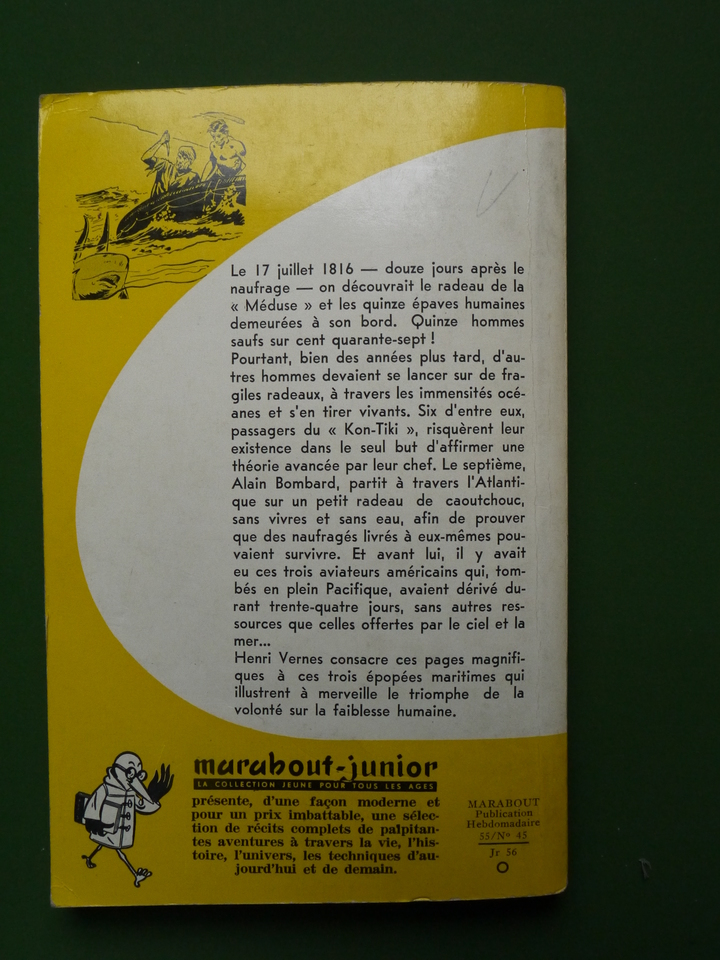 Le 17 juillet 1816 — douze jours après le
naufrage — on découvrait le radeau de la
« Méduse » et les quinze épaves humaines
demeurées à son bord. Quinze hommes
saufs sur cent quarante-sept !
Pourtant, bien des années plus tard, d'au-
tres hommes devaient se lancer sur de fra-
giles radeaux, à travers les immensités océ-
anes et s'en tirer vivants. Six d'entre eux,
passagers du « Kon-Tiki », risquèrent leur
existence dans le seul but d'affirmer une
théorie avancée par leur chef. Le septième,
Alain Bombard, partit à travers l'Atlanti-
que sur un petit radeau de caoutchouc,
sans vivres et sans eau, afin de prouver
que des naufragés livrés à eux-mêmes pou-
vaient survivre. Et avant lui, il y avait
eu ces trois aviateurs américains qui, tom-
bés en plein Pacifique, avaient dérivé du-
rant trente-quatre jours, sans autres res-
sources que celles offertes par le ciel et la
mer...
Henri Vernes consacre ces pages magnifi-
ques à ces trois épopées maritimes qui
illustrent à merveille le triomphe de la
volonté sur la faiblesse humaine.
marabout-junior
LA COLLECTION JEUNE POUR TOUS LES AGES
présente, d'une façon moderne et
pour un prix imbattable, une sélec-
tion de récits complets de palpitan-
tes aventures à travers la vie, l'his-
toire, l'univers, les techniques d'au-
jourd'hui et de demain.
MARABOUT
Publication
Hebdomadaire
55/Nº 45
Jr 56